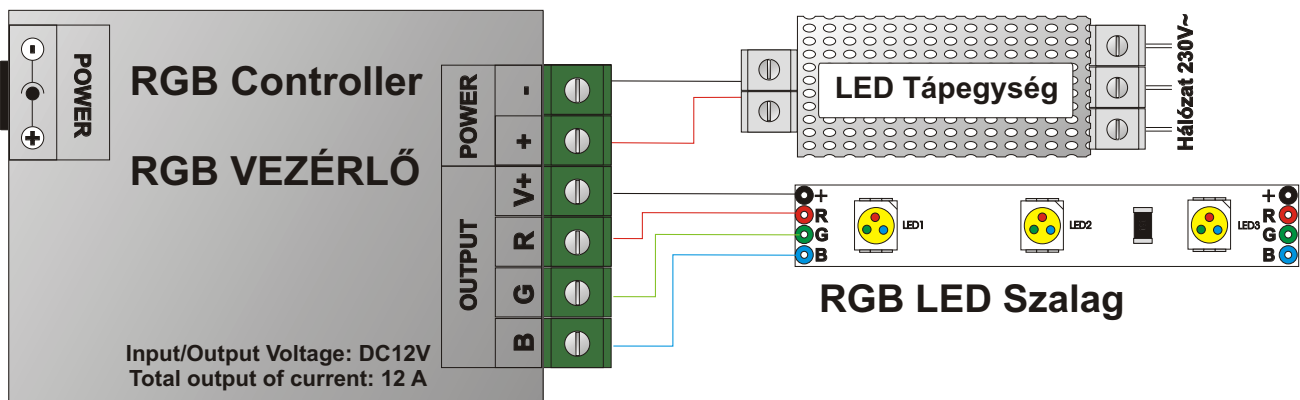 POWER
-
+
RGB Controller
RGB VEZÉRLŐ
Input/Output Voltage: DC12V
Total output of current: 12 A
POWER
-
+
OUTPUT
V+
R
G
B
LED Tápegység
Hálózat 230V~
+
R
G
B
LED1
LED2
LED3
+
R
G
B
RGB LED Szalag